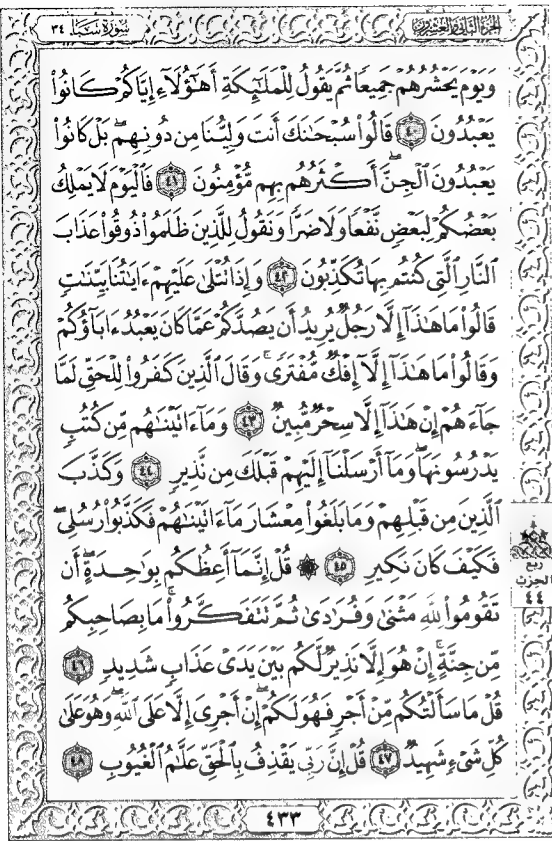 الجزء الثاني والعشرون
سورة سبإ ٣٤
وَيَوْمَ يَحْشُرُهُمْ جَمِيعًا ثُمَّ يَقُولُ لِلْمَلَٰٓئِكَةِ أَهَٰٓؤُلَآءِ إِيَّاكُمْ كَانُوا۟
يَعْبُدُونَ ٤٠ قَالُوا۟ سُبْحَٰنَكَ أَنتَ وَلِيُّنَا مِن دُونِهِم ۖ بَلْ كَانُوا۟
يَعْبُدُونَ ٱلْجِنَّ ۖ أَكْثَرُهُم بِهِم مُّؤْمِنُونَ ٤١ فَٱلْيَوْمَ لَا يَمْلِكُ
بَعْضُكُمْ لِبَعْضٍ نَّفْعًا وَلَا ضَرًّا وَنَقُولُ لِلَّذِينَ ظَلَمُوا۟ ذُوقُوا۟ عَذَابَ
ٱلنَّارِ ٱلَّتِى كُنتُم بِهَا تُكَذِّبُونَ ٤٢ وَإِذَا تُتْلَىٰ عَلَيْهِمْ ءَايَٰتُنَا بَيِّنَٰتٍ
قَالُوا۟ مَا هَٰذَآ إِلَّا رَجُلٌ يُرِيدُ أَن يَصُدَّكُمْ عَمَّا كَانَ يَعْبُدُ ءَابَآؤُكُمْ
وَقَالُوا۟ مَا هَٰذَآ إِلَّآ إِفْكٌ مُّفْتَرًى ۚ وَقَالَ ٱلَّذِينَ كَفَرُوا۟ لِلْحَقِّ لَمَّا
جَآءَهُمْ إِنْ هَٰذَآ إِلَّا سِحْرٌ مُّبِينٌ ٤٣ وَمَآ ءَاتَيْنَٰهُم مِّن كُتُبٍ
يَدْرُسُونَهَا ۖ وَمَآ أَرْسَلْنَآ إِلَيْهِمْ قَبْلَكَ مِن نَّذِيرٍ ٤٤ وَكَذَّبَ
ٱلَّذِينَ مِن قَبْلِهِمْ وَمَا بَلَغُوا۟ مِعْشَارَ مَآ ءَاتَيْنَٰهُمْ فَكَذَّبُوا۟ رُسُلِى ۖ
فَكَيْفَ كَانَ نَكِيرِ ٤٥ ۞ قُلْ إِنَّمَآ أَعِظُكُم بِوَٰحِدَةٍ ۖ أَن
تَقُومُوا۟ لِلَّهِ مَثْنَىٰ وَفُرَٰدَىٰ ثُمَّ تَتَفَكَّرُوا۟ ۚ مَا بِصَاحِبِكُم
مِّن جِنَّةٍ ۚ إِنْ هُوَ إِلَّا نَذِيرٌ لَّكُم بَيْنَ يَدَىْ عَذَابٍ شَدِيدٍ ٤٦
قُلْ مَا سَأَلْتُكُم مِّنْ أَجْرٍ فَهُوَ لَكُمْ ۖ إِنْ أَجْرِىَ إِلَّا عَلَى ٱللَّهِ ۖ وَهُوَ عَلَىٰ
كُلِّ شَىْءٍ شَهِيدٌ ٤٧ قُلْ إِنَّ رَبِّى يَقْذِفُ بِٱلْحَقِّ عَلَّٰمُ ٱلْغُيُوبِ ٤٨
ربع
الحزب
٤٤
٤٣٣